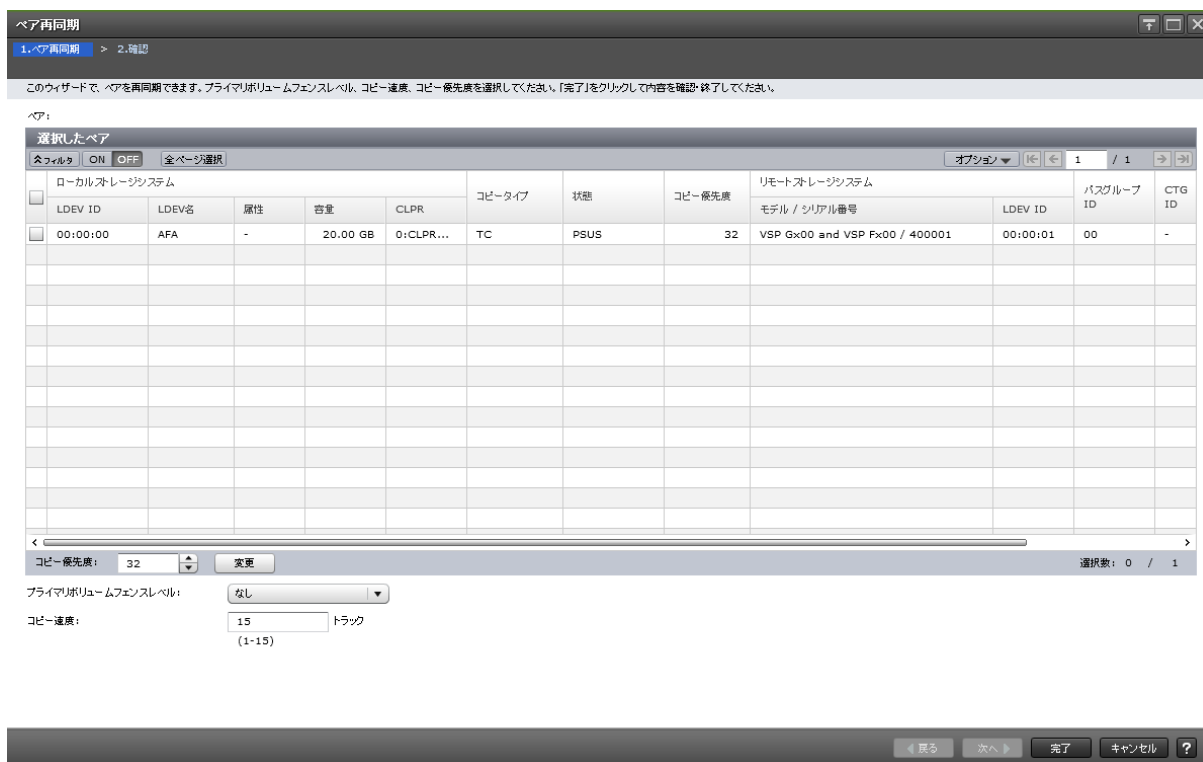 ペア再同期
1.ペア再同期 > 2.確認
このウィザードで、ペアを再同期できます。プライマリボリュームフェンスレベル、コピー速度、コピー優先度を選択してください。「完了」をクリックして内容を確認・終了してください。
ペア:
選択したペア
フィルタ ON OFF 全ページ選択 オプション 1 / 1
ローカルストレージシステム コピータイプ 状態 コピー優先度 リモートストレージシステム パスグループ ID CTG ID
LDEV ID LDEV名 属性 容量 CLPR モデル / シリアル番号 LDEV ID
00:00:00 AFA - 20.00 GB 0:CLPR... TC PSUS 32 VSP Gx00 and VSP Fx00 / 400001 00:00:01 00 -
コピー優先度: 32 変更 選択数: 0 / 1
プライマリボリュームフェンスレベル: なし
コピー速度: 15 トラック
(1-15)
戻る 次へ 完了 キャンセル ?